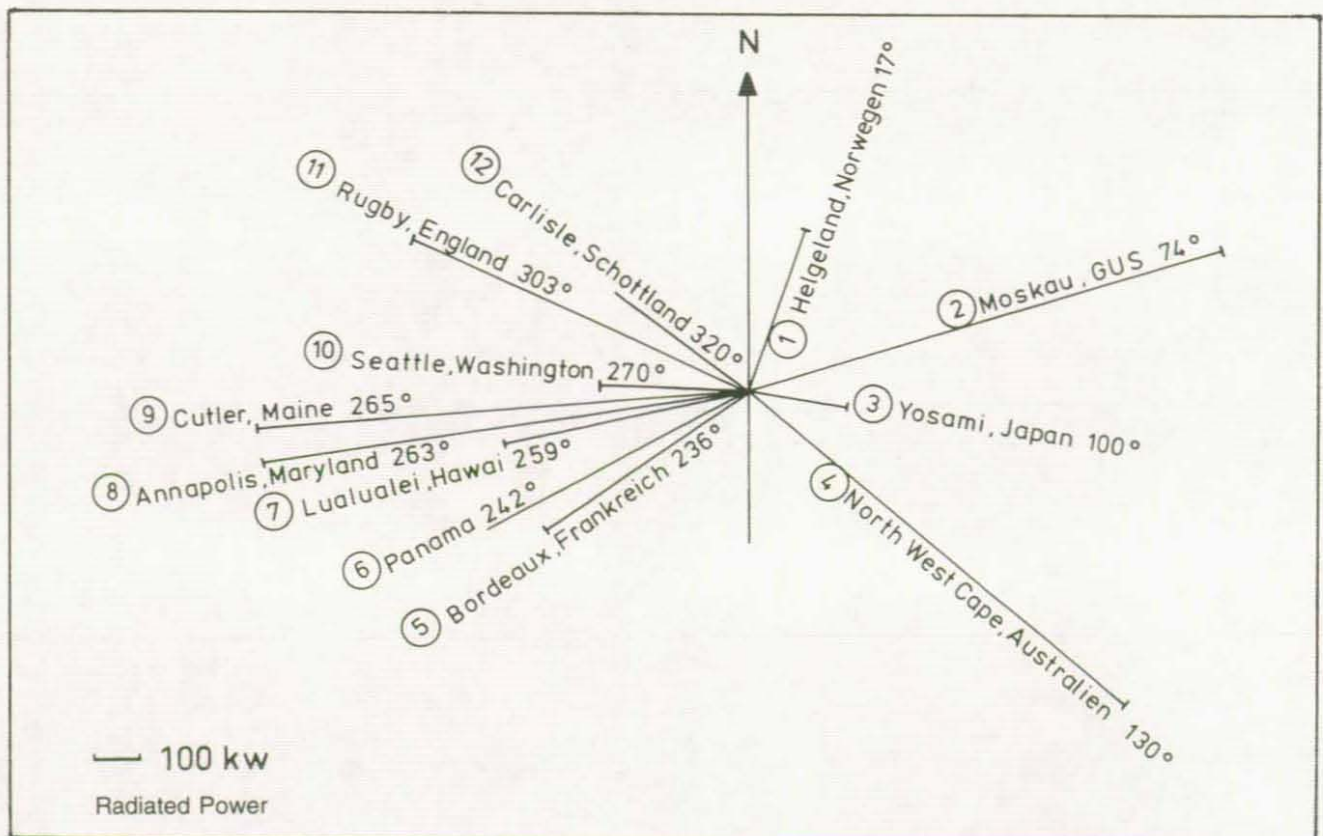 N
1 Helgeland, Norwegen 17°
2 Moskau, GUS 74°
3 Yosami, Japan 100°
4 North West Cape, Australien 130°
5 Bordeaux, Frankreich 236°
6 Panama 242°
7 Lualualei, Hawai 259°
8 Annapolis, Maryland 263°
9 Cutler, Maine 265°
10 Seattle, Washington 270°
11 Rugby, England 303°
12 Carlisle, Schottland 320°
100 kw
Radiated Power